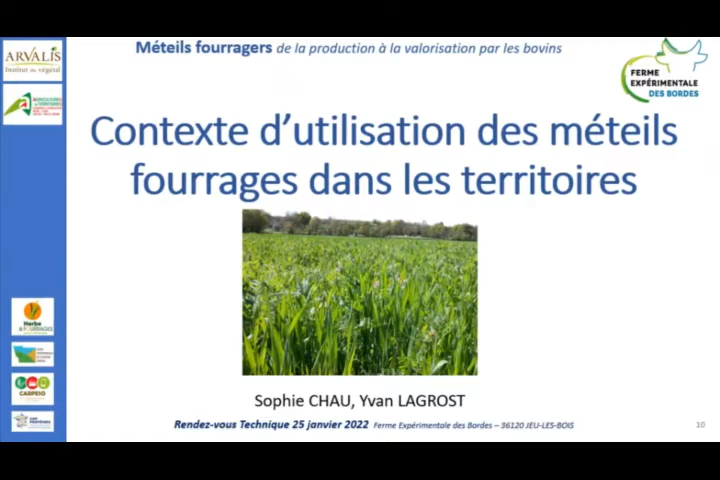 Méteils fourragers de la production à la valorisation par les bovins
ARVALIS
Institut du végétal
FERME
EXPÉRIMENTALE
DES BORDES
Contexte d'utilisation des méteils
fourrages dans les territoires
Herbe
& FOURRAGES
CARPESO
Sophie CHAU, Yvan LAGROST
Rendez-vous Technique 25 janvier 2022 Ferme Expérimentale des Bordes – 36120 JEU-LES-BOIS
10